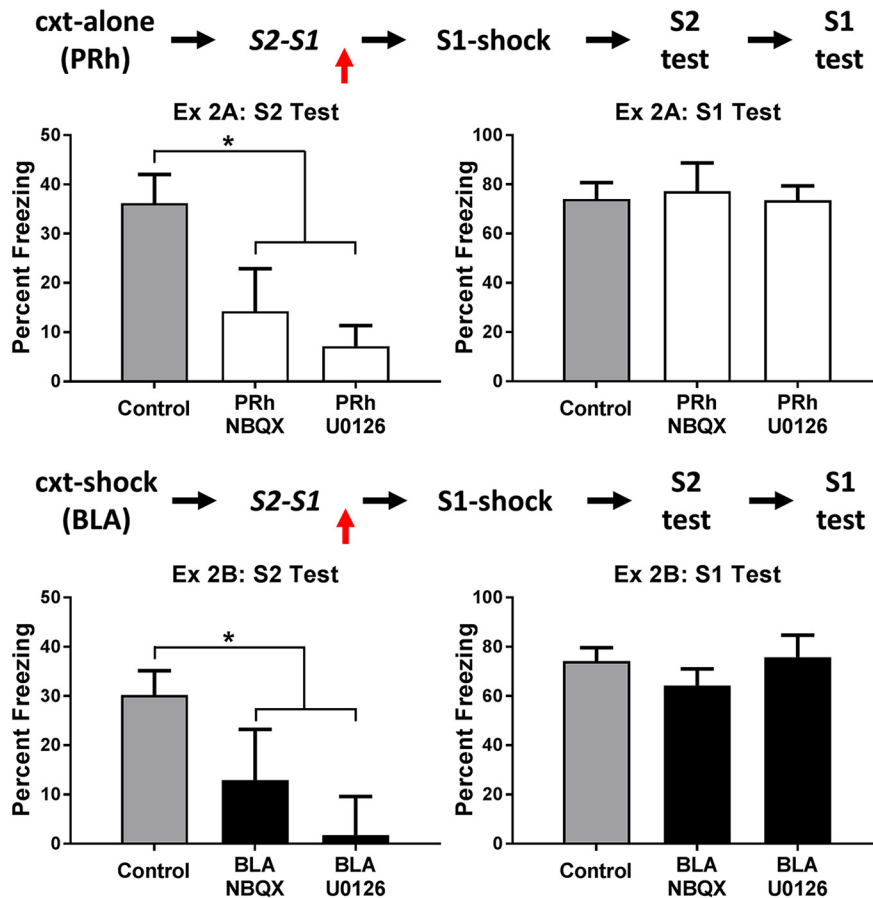 cxt-alone
(PRh)
S2-S1
S1-shock
S2
test
S1
test
Ex 2A: S2 Test
Percent Freezing
50
40
30
20
10
0
*
Control
PRh
NBQX
PRh
U0126
Ex 2A: S1 Test
Percent Freezing
100
80
60
40
20
0
Control
PRh
NBQX
PRh
U0126
cxt-shock
(BLA)
S2-S1
S1-shock
S2
test
S1
test
Ex 2B: S2 Test
Percent Freezing
50
40
30
20
10
0
*
Control
BLA
NBQX
BLA
U0126
Ex 2B: S1 Test
Percent Freezing
100
80
60
40
20
0
Control
BLA
NBQX
BLA
U0126